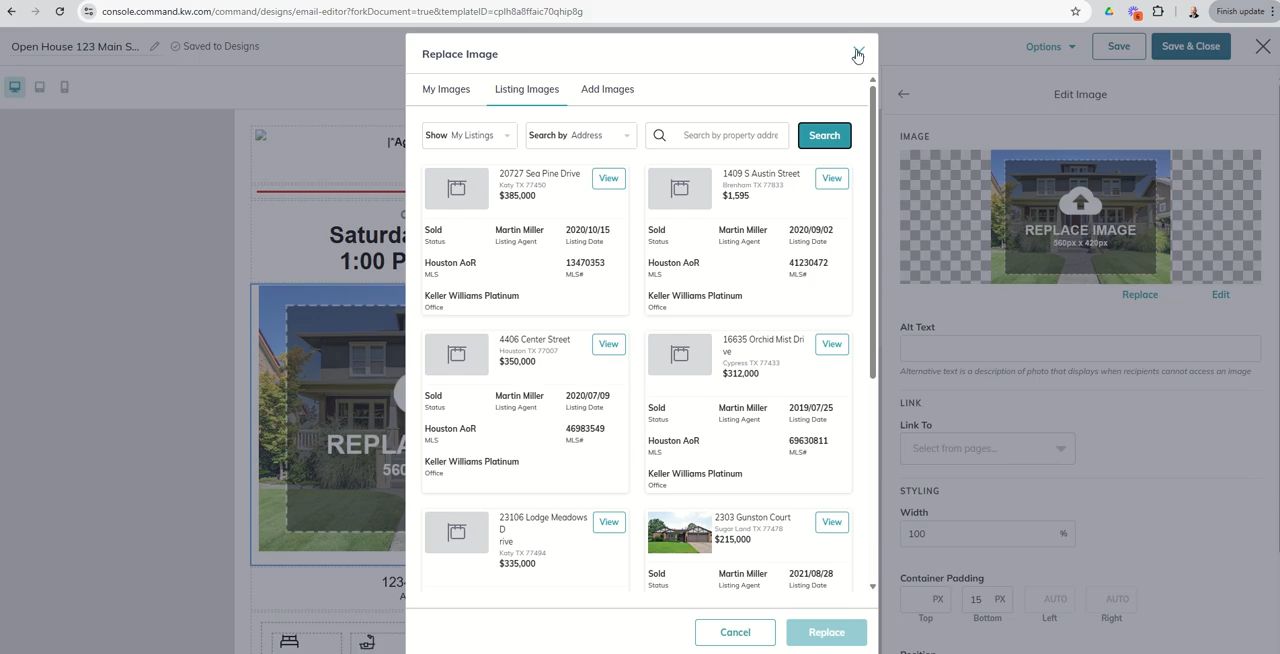 console.command.kw.com/command/designs/email-editor?forkDocument=true&templateID=cplh8a8ffaic70qhip8g
Finish update
Open House 123 Main S...
Saved to Designs
Options
Save
Save & Close
Replace Image
My Images
Listing Images
Add Images
Show My Listings
Search by Address
Search by property addre
Search
20727 Sea Pine Drive
Katy TX 77450
$385,000
View
Sold
Status
Martin Miller
Listing Agent
2020/10/15
Listing Date
Houston AoR
MLS
13470353
MLS#
Keller Williams Platinum
Office
1409 S Austin Street
Brenham TX 77833
$1,595
View
Sold
Status
Martin Miller
Listing Agent
2020/09/02
Listing Date
Houston AoR
MLS
41230472
MLS#
Keller Williams Platinum
Office
4406 Center Street
Houston TX 77007
$350,000
View
Sold
Status
Martin Miller
Listing Agent
2020/07/09
Listing Date
Houston AoR
MLS
46983549
MLS#
Keller Williams Platinum
Office
16635 Orchid Mist Dri
ve
Cypress TX 77433
$312,000
View
Sold
Status
Martin Miller
Listing Agent
2019/07/25
Listing Date
Houston AoR
MLS
69630811
MLS#
Keller Williams Platinum
Office
23106 Lodge Meadows
D
rive
Katy TX 77494
$335,000
View
2303 Gunston Court
Sugar Land TX 77478
$215,000
View
Sold
Status
Martin Miller
Listing Agent
2021/08/28
Listing Date
Cancel
Replace
|*Ag
Saturda
1:00 P
REPLA
560
123
A
Edit Image
IMAGE
REPLACE IMAGE
560px x 420px
Replace
Edit
Alt Text
Alternative text is a description of photo that displays when recipients cannot access an image
LINK
Link To
Select from pages...
STYLING
Width
100
%
Container Padding
PX
15 PX
AUTO
AUTO
Top
Bottom
Left
Right